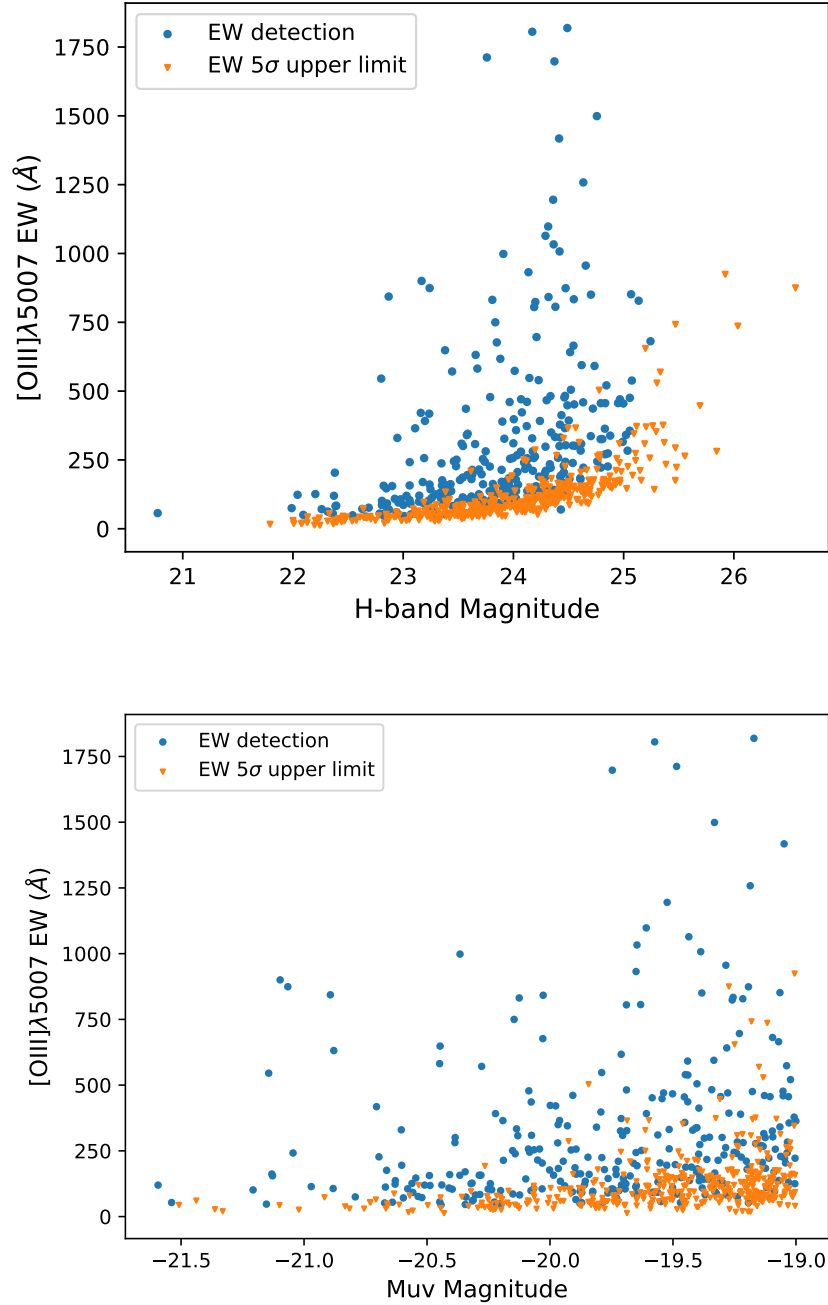 1750
1500
1250
1000
750
500
250
0
[OIII]λ5007 EW (Å)
EW detection
EW 5σ upper limit
21 22 23 24 25 26
H-band Magnitude
1750
1500
1250
1000
750
500
250
0
[OIII]λ5007 EW (Å)
EW detection
EW 5σ upper limit
−21.5 −21.0 −20.5 −20.0 −19.5 −19.0
Muv Magnitude